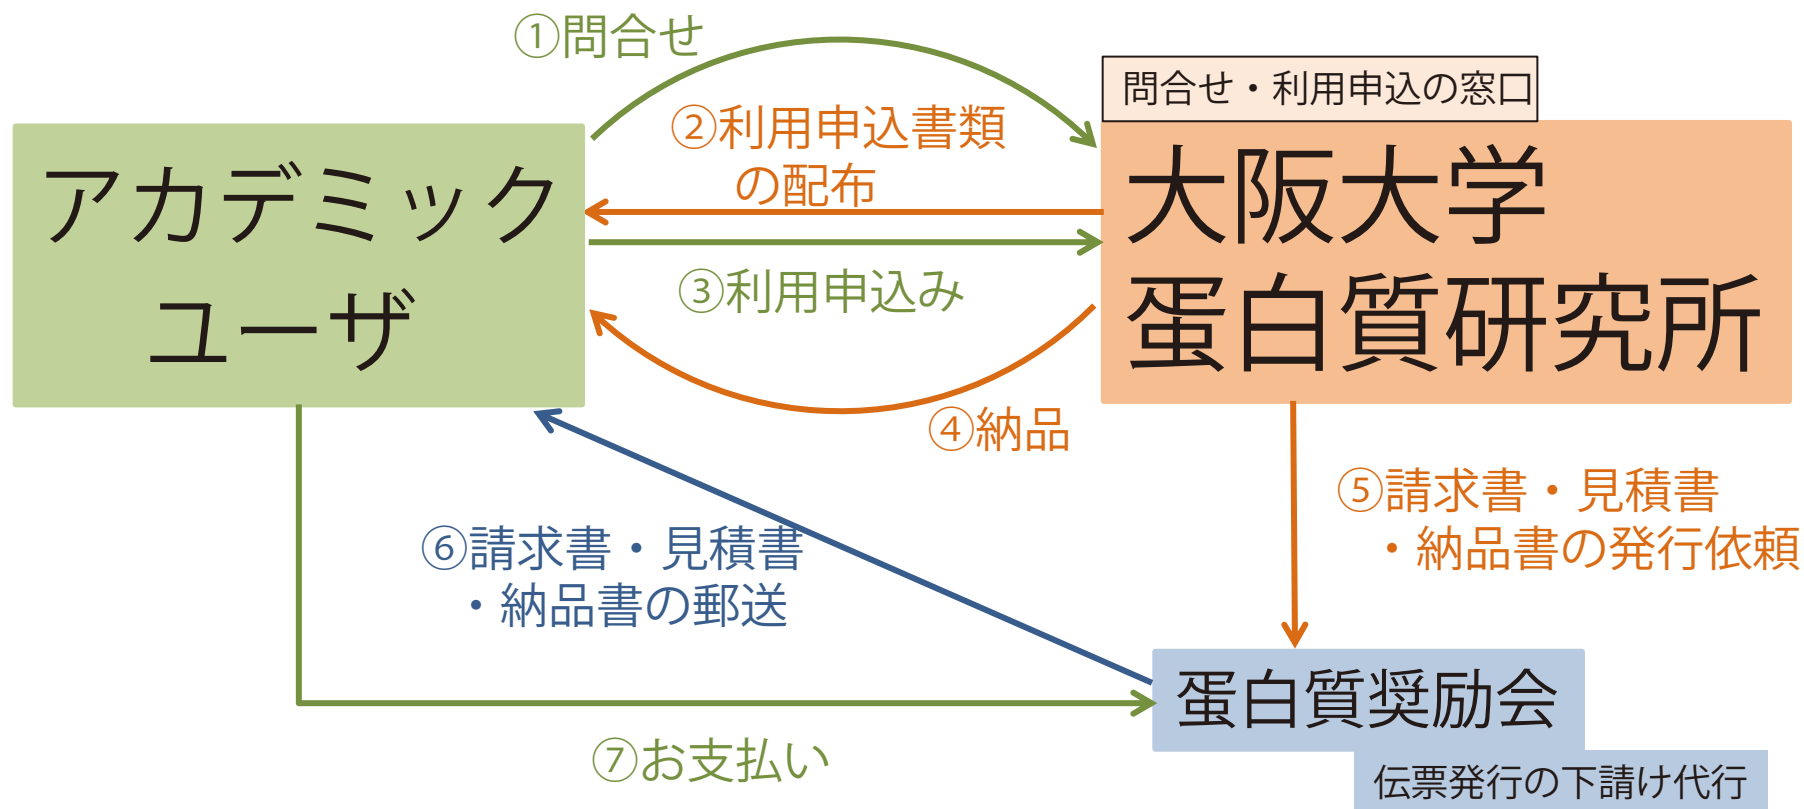 ①問合せ
問合せ・利用申込の窓口
②利用申込書類
の配布
アカデミック
ユーザ
大阪大学
蛋白質研究所
③利用申込み
④納品
⑤請求書・見積書
・納品書の発行依頼
⑥請求書・見積書
・納品書の郵送
蛋白質奨励会
⑦お支払い
伝票発行の下請け代行